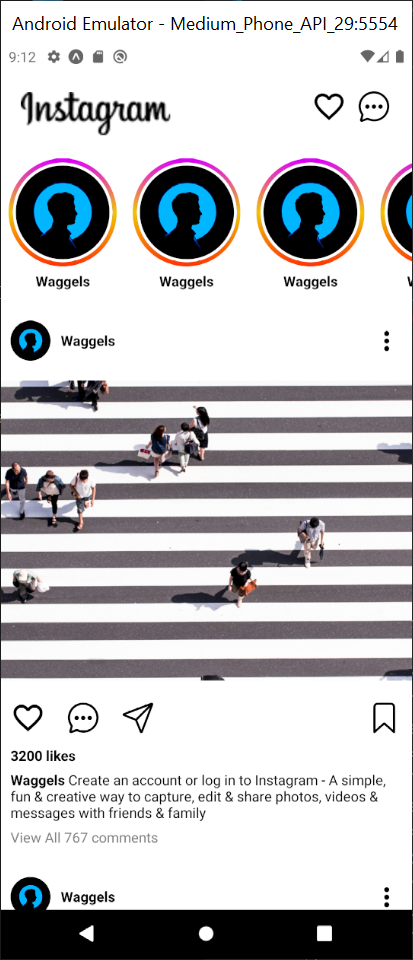 Android Emulator - Medium_Phone_API_29:5554
9:12
Instagram
Waggels
Waggels
Waggels
Waggels
3200 likes
Waggels Create an account or log in to Instagram - A simple,
fun & creative way to capture, edit & share photos, videos &
messages with friends & family
View All 767 comments
Waggels